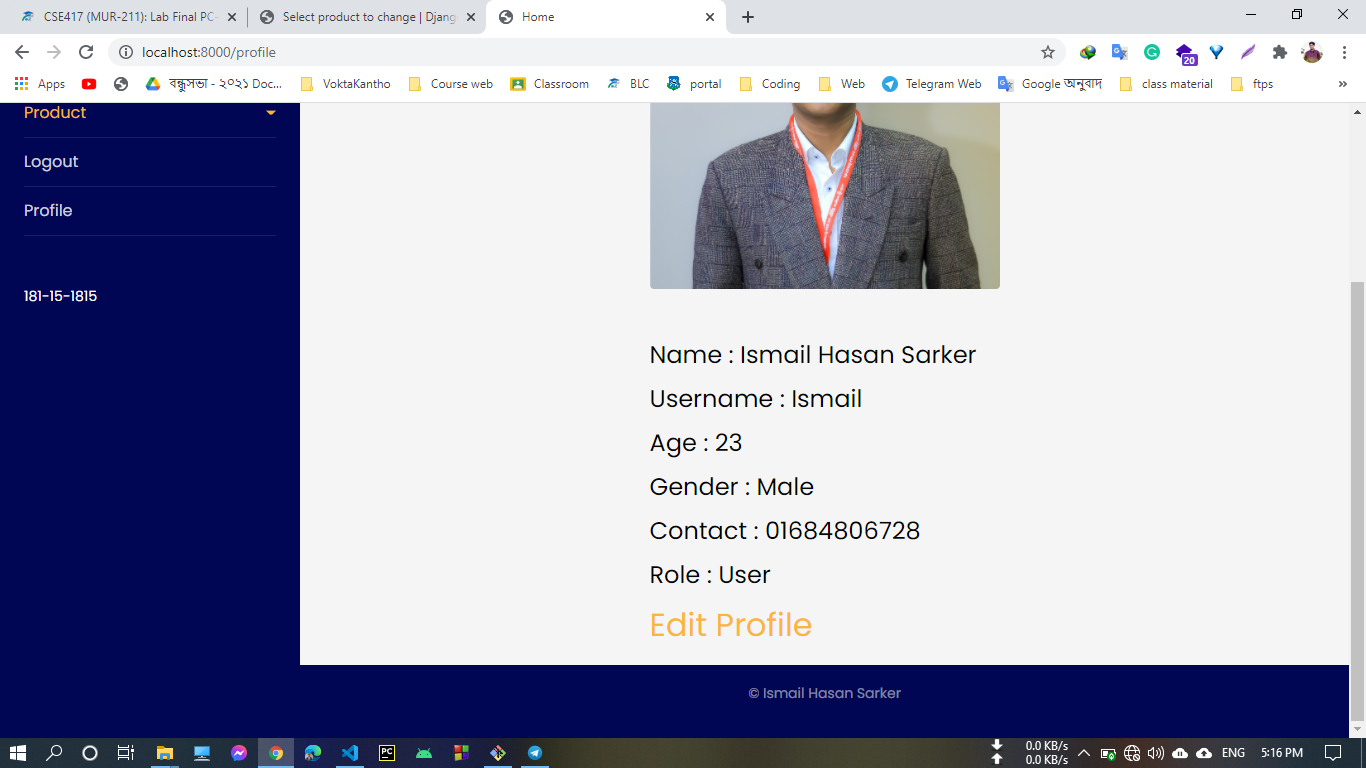 CSE417 (MUR-211): Lab Final PC-
Select product to change | Djang
Home
localhost:8000/profile
20
Apps
বন্ধুসভা - ২০২১ Doc...
VoktaKantho
Course web
Classroom
BLC
portal
Coding
Web
Telegram Web
Google অনুবাদ
class material
ftps
»
Product
Logout
Profile
181-15-1815
Name : Ismail Hasan Sarker
Username : Ismail
Age : 23
Gender : Male
Contact : 01684806728
Role : User
Edit Profile
© Ismail Hasan Sarker
PC
0.0 KB/s
0.0 KB/s
ENG
5:16 PM